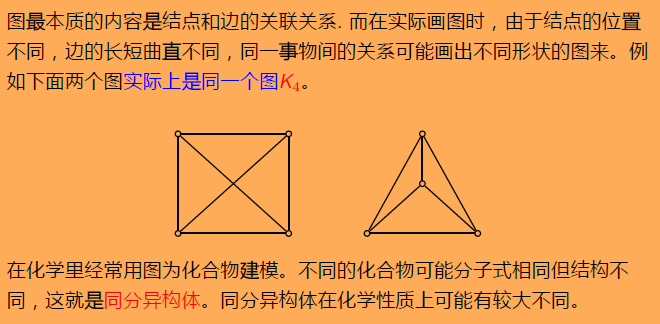 图最本质的内容是结点和边的关联关系. 而在实际画图时，由于结点的位置
不同，边的长短曲直不同，同一事物间的关系可能画出不同形状的图来。例
如下面两个图实际上是同一个图K₄。
在化学里经常用图为化合物建模。不同的化合物可能分子式相同但结构不
同，这就是同分异构体。同分异构体在化学性质上可能有较大不同。